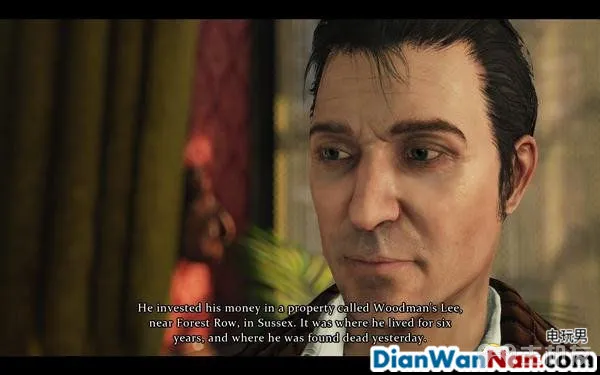 He invested his money in a property called Woodman's Lee,
near Forest Row, in Sussex. It was where he lived for six
years, and where he was found dead yesterday.
电玩男
DianWanNan.com